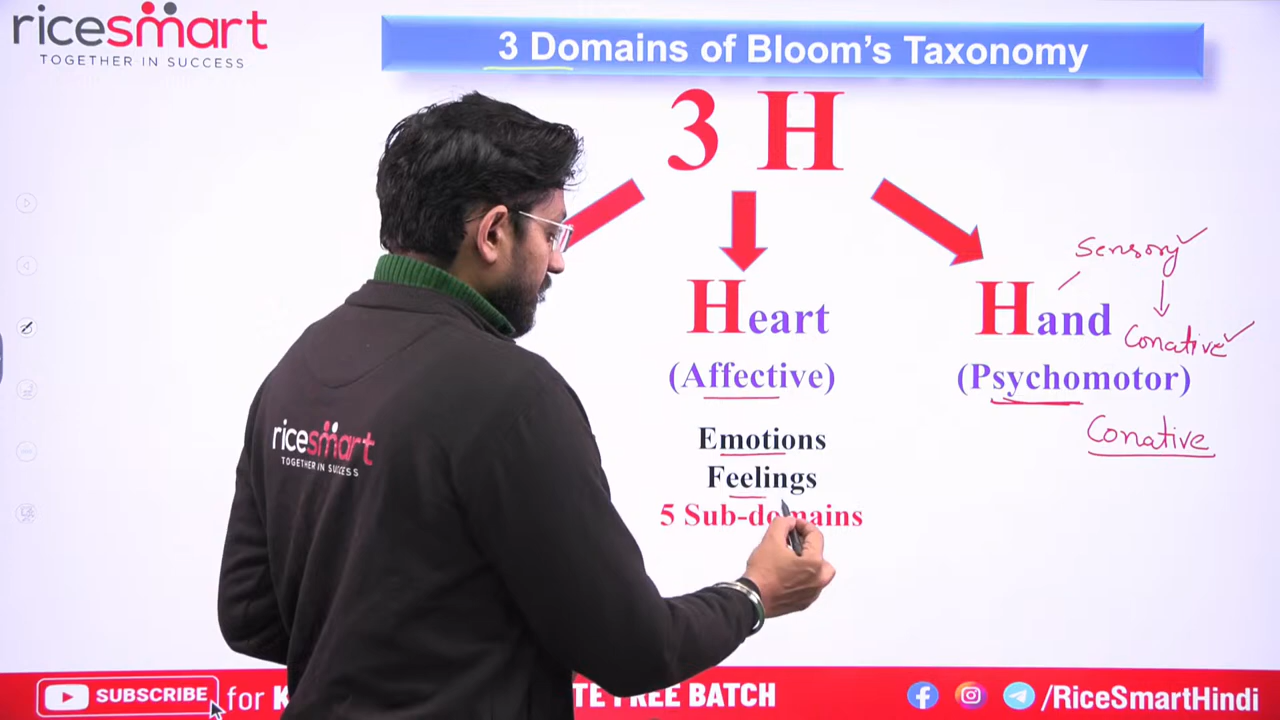 ricesmart
TOGETHER IN SUCCESS
3 Domains of Bloom's Taxonomy
3 H
Heart
(Affective)
Emotions
Feelings
5 Sub-domains
Sensory
Hand
Conative
(Psychomotor)
Conative
ricesmart
TOGETHER IN SUCCESS
SUBSCRIBE for
FREE BATCH
/RiceSmartHindi